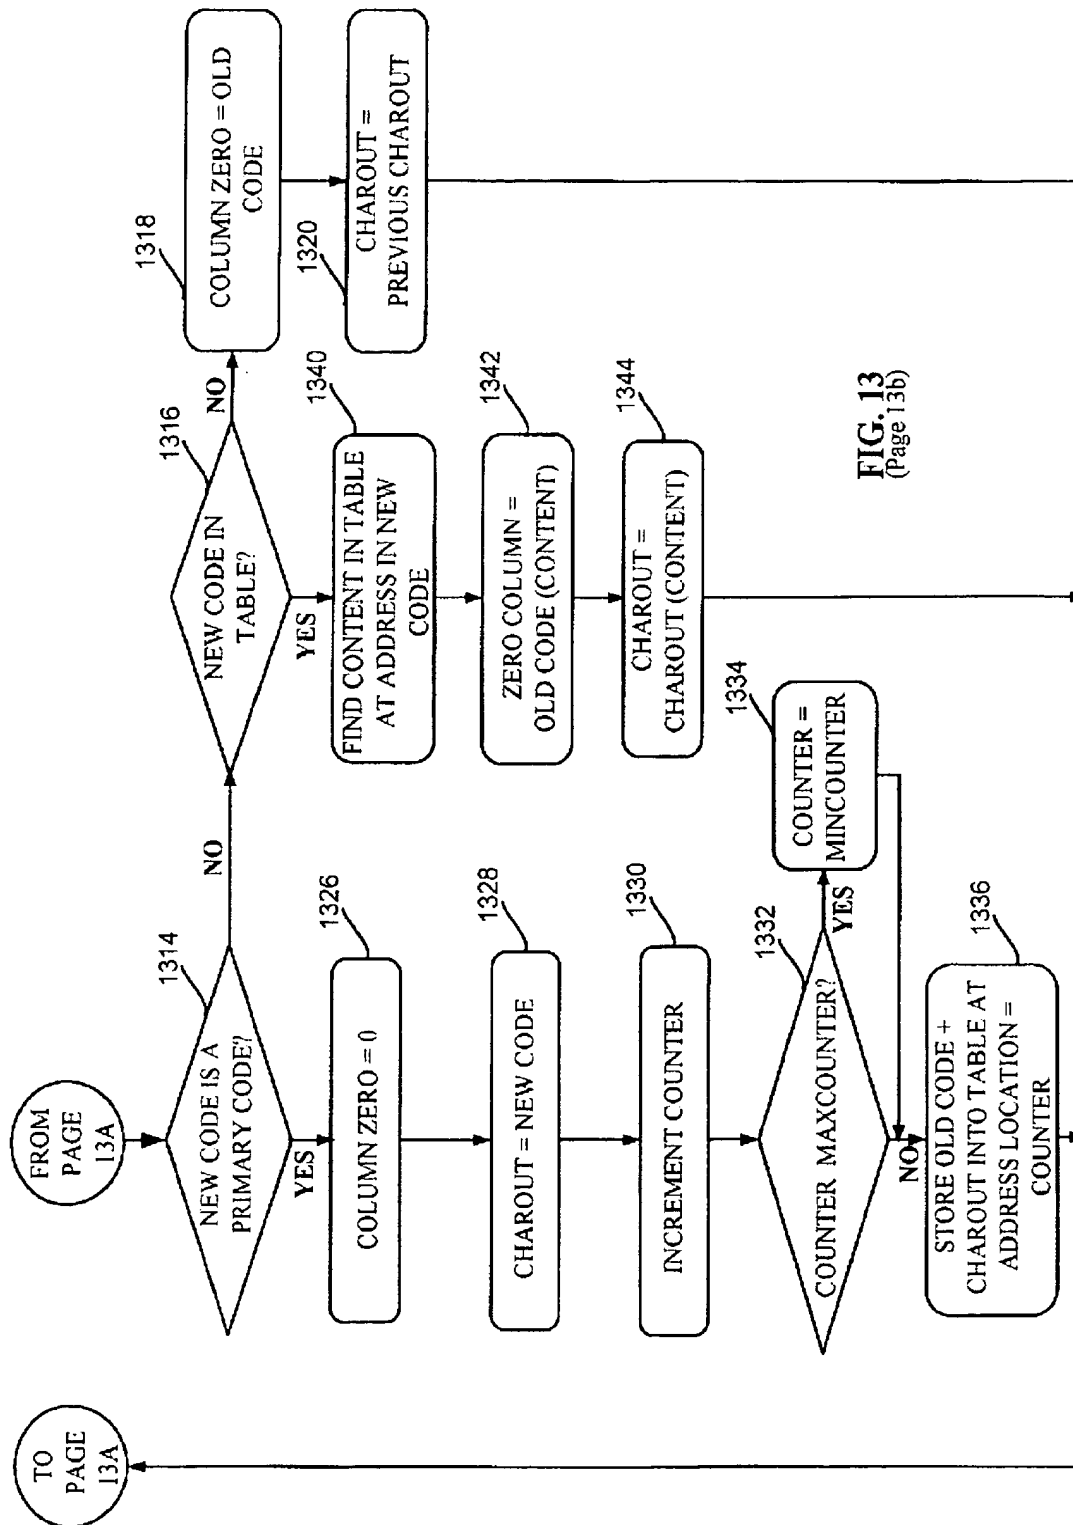 FROM
PAGE
13A
TO
PAGE
13A
1314
NEW CODE IS A
PRIMARY CODE?
NO
YES
1316
NEW CODE IN
TABLE?
NO
YES
1318
COLUMN ZERO = OLD
CODE
1320
CHAROUT =
PREVIOUS CHAROUT
1326
COLUMN ZERO = 0
1328
CHAROUT = NEW CODE
1330
INCREMENT COUNTER
1332
COUNTER MAXCOUNTER?
YES
NO
1334
COUNTER =
MINCOUNTER
1336
STORE OLD CODE +
CHAROUT INTO TABLE AT
ADDRESS LOCATION =
COUNTER
1340
FIND CONTENT IN TABLE
AT ADDRESS IN NEW
CODE
1342
ZERO COLUMN =
OLD CODE (CONTENT)
1344
CHAROUT =
CHAROUT (CONTENT)
FIG. 13
(Page 13b)